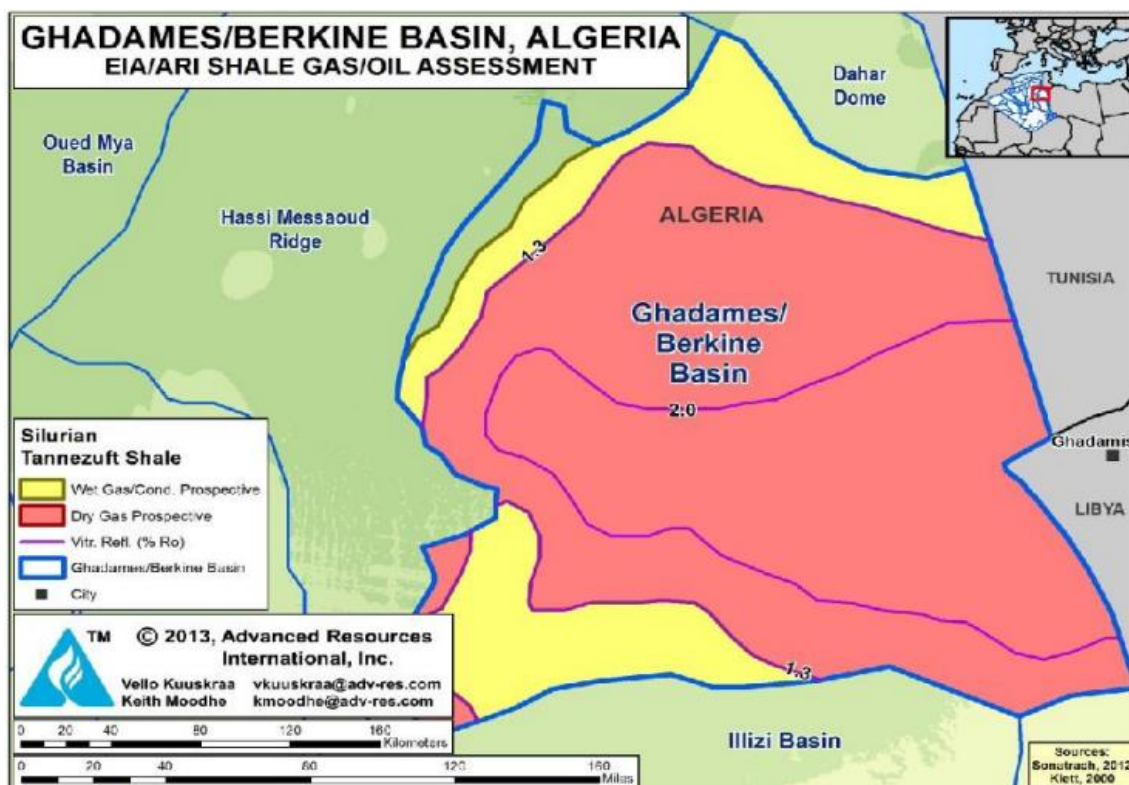 GHADAMES/BERKINE BASIN, ALGERIA
EIA/ARI SHALE GAS/OIL ASSESSMENT
Dahar
Dome
Oued Mya
Basin
Hassi Messaoud
Ridge
ALGERIA
1.3
TUNISIA
Ghadames/
Berkine
Basin
2.0
Ghadamis
LIBYA
Silurian
Tannezuft Shale
Wet Gas/Cond. Prospective
Dry Gas Prospective
Vitr. Refl. (% Ro)
Ghadames/Berkine Basin
City
TM
© 2013, Advanced Resources
International, Inc.
Vello Kuuskraa vkuuskraa@adv-res.com
Keith Moodhe kmoodhe@adv-res.com
1.3
Illizi Basin
0 20 40 80 120 160
Kilometers
0 20 40 80 120 160
Miles
Sources:
Sonatrach, 2012
Klett, 2000